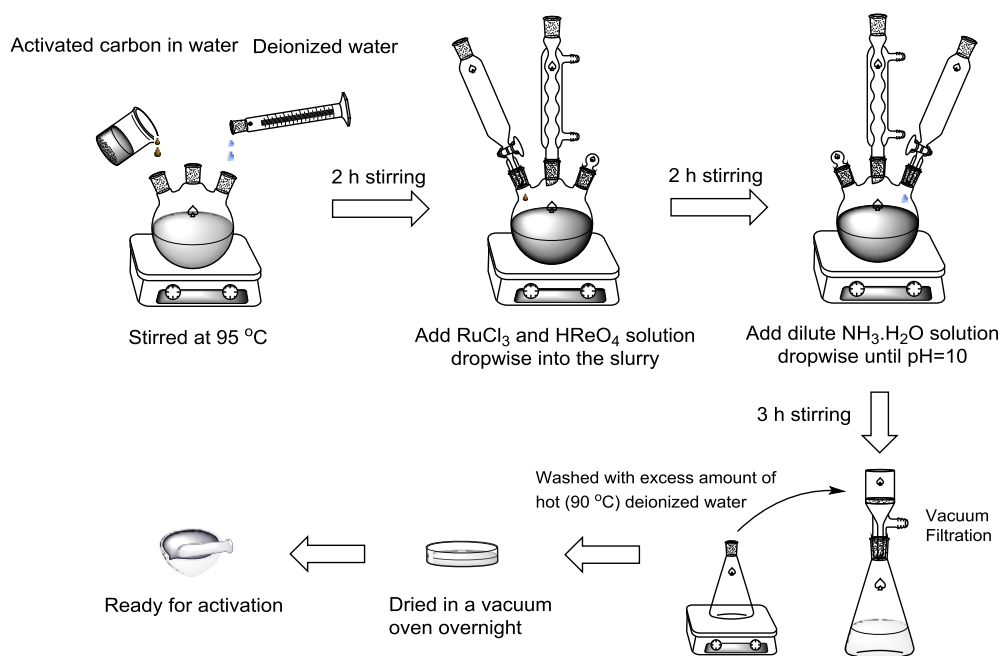 Activated carbon in water
Deionized water
Stirred at 95 °C
2 h stirring
Add RuCl₃ and HReO₄ solution
dropwise into the slurry
2 h stirring
Add dilute NH₃.H₂O solution
dropwise until pH=10
3 h stirring
Vacuum
Filtration
Washed with excess amount of
hot (90 °C) deionized water
Dried in a vacuum
oven overnight
Ready for activation